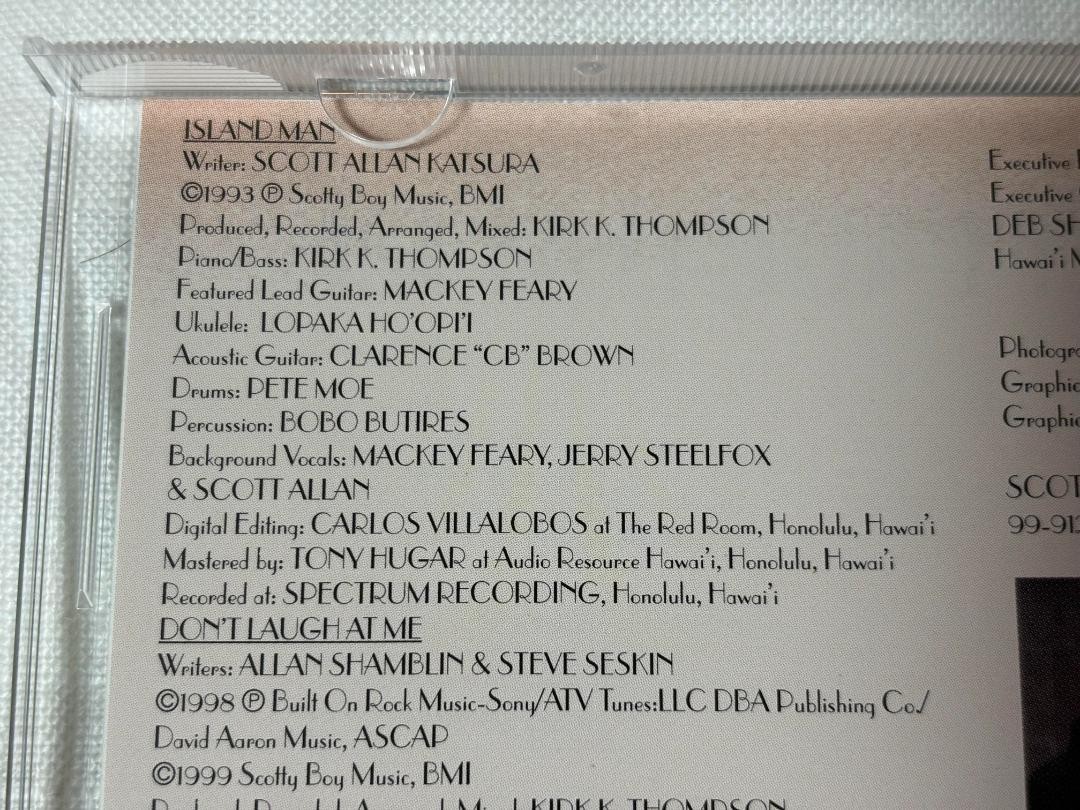 ISLAND MAN
Writer: SCOTT ALLAN KATSURA
©1993 ℗ Scotty Boy Music, BMI
Produced, Recorded, Arranged, Mixed: KIRK K. THOMPSON
Piano/Bass: KIRK K. THOMPSON
Featured Lead Guitar: MACKEY FEARY
Ukulele: LOPAKA HO'OPI'I
Acoustic Guitar: CLARENCE “CB” BROWN
Drums: PETE MOE
Percussion: BOBO BUTIRES
Background Vocals: MACKEY FEARY, JERRY STEELFOX
& SCOTT ALLAN
Digital Editing: CARLOS VILLALOBOS at The Red Room, Honolulu, Hawai'i
Mastered by: TONY HUGAR at Audio Resource Hawai'i, Honolulu, Hawai'i
Recorded at: SPECTRUM RECORDING, Honolulu, Hawai'i
DON'T LAUGH AT ME
Writers: ALLAN SHAMBLIN & STEVE SESKIN
©1998 ℗ Built On Rock Music-Sony/ATV Tunes:LLC DBA Publishing Co./
David Aaron Music, ASCAP
©1999 Scotty Boy Music, BMI
KIRK K. THOMPSON
Executive
Executive
DEB SH
Hawai'i
Photogra
Graphic
Graphic
SCOT
99-91